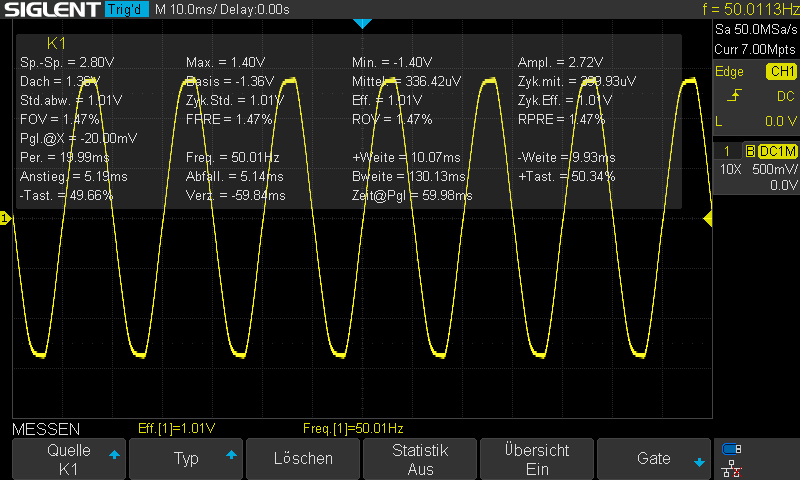 SIGLENT Trig'd M 10.0ms/ Delay:0.00s f = 50.0113Hz
Sa 50.0MSa/s
Curr 7.00Mpts
K1
Sp.-Sp. = 2.80V Max. = 1.40V Min. = -1.40V Ampl. = 2.72V
Dach = 1.36V Basis = -1.36V Mittel = 336.42uV Zyk.mit. = 399.93uV
Std.abw. = 1.01V Zyk.Std. = 1.01V Eff. = 1.01V Zyk.Eff. = 1.01V
FOV = 1.47% FPRE = 1.47% ROV = 1.47% RPRE = 1.47%
Pgl.@X = -20.00mV
Per. = 19.99ms Freq. = 50.01Hz +Weite = 10.07ms -Weite = 9.93ms
Anstieg. = 5.19ms Abfall. = 5.14ms Bweite = 130.13ms +Tast. = 50.34%
-Tast. = 49.66% Verz. = -59.84ms Zeit@Pgl = 59.98ms
Edge CH1
DC
L 0.0 V
1 B DC1M
10X 500mV/
0.0V
1
MESSEN Eff.[1]=1.01V Freq.[1]=50.01Hz
Quelle
K1
Typ
Löschen
Statistik
Aus
Übersicht
Ein
Gate